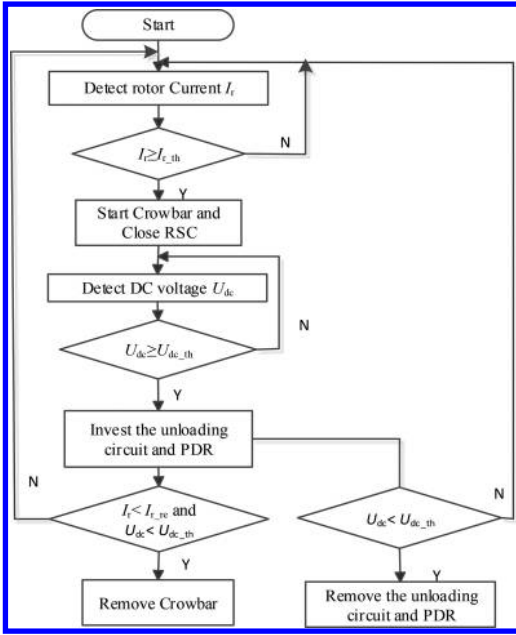 Start
Detect rotor Current Ir
N
Ir≥Ir_th
Y
Start Crowbar and
Close RSC
Detect DC voltage Udc
N
Udc≥Udc_th
Y
Invest the unloading
circuit and PDR
N
Ir< Ir_re and
Udc< Udc_th
Udc< Udc_th
N
Y
Y
Remove Crowbar
Remove the unloading
circuit and PDR